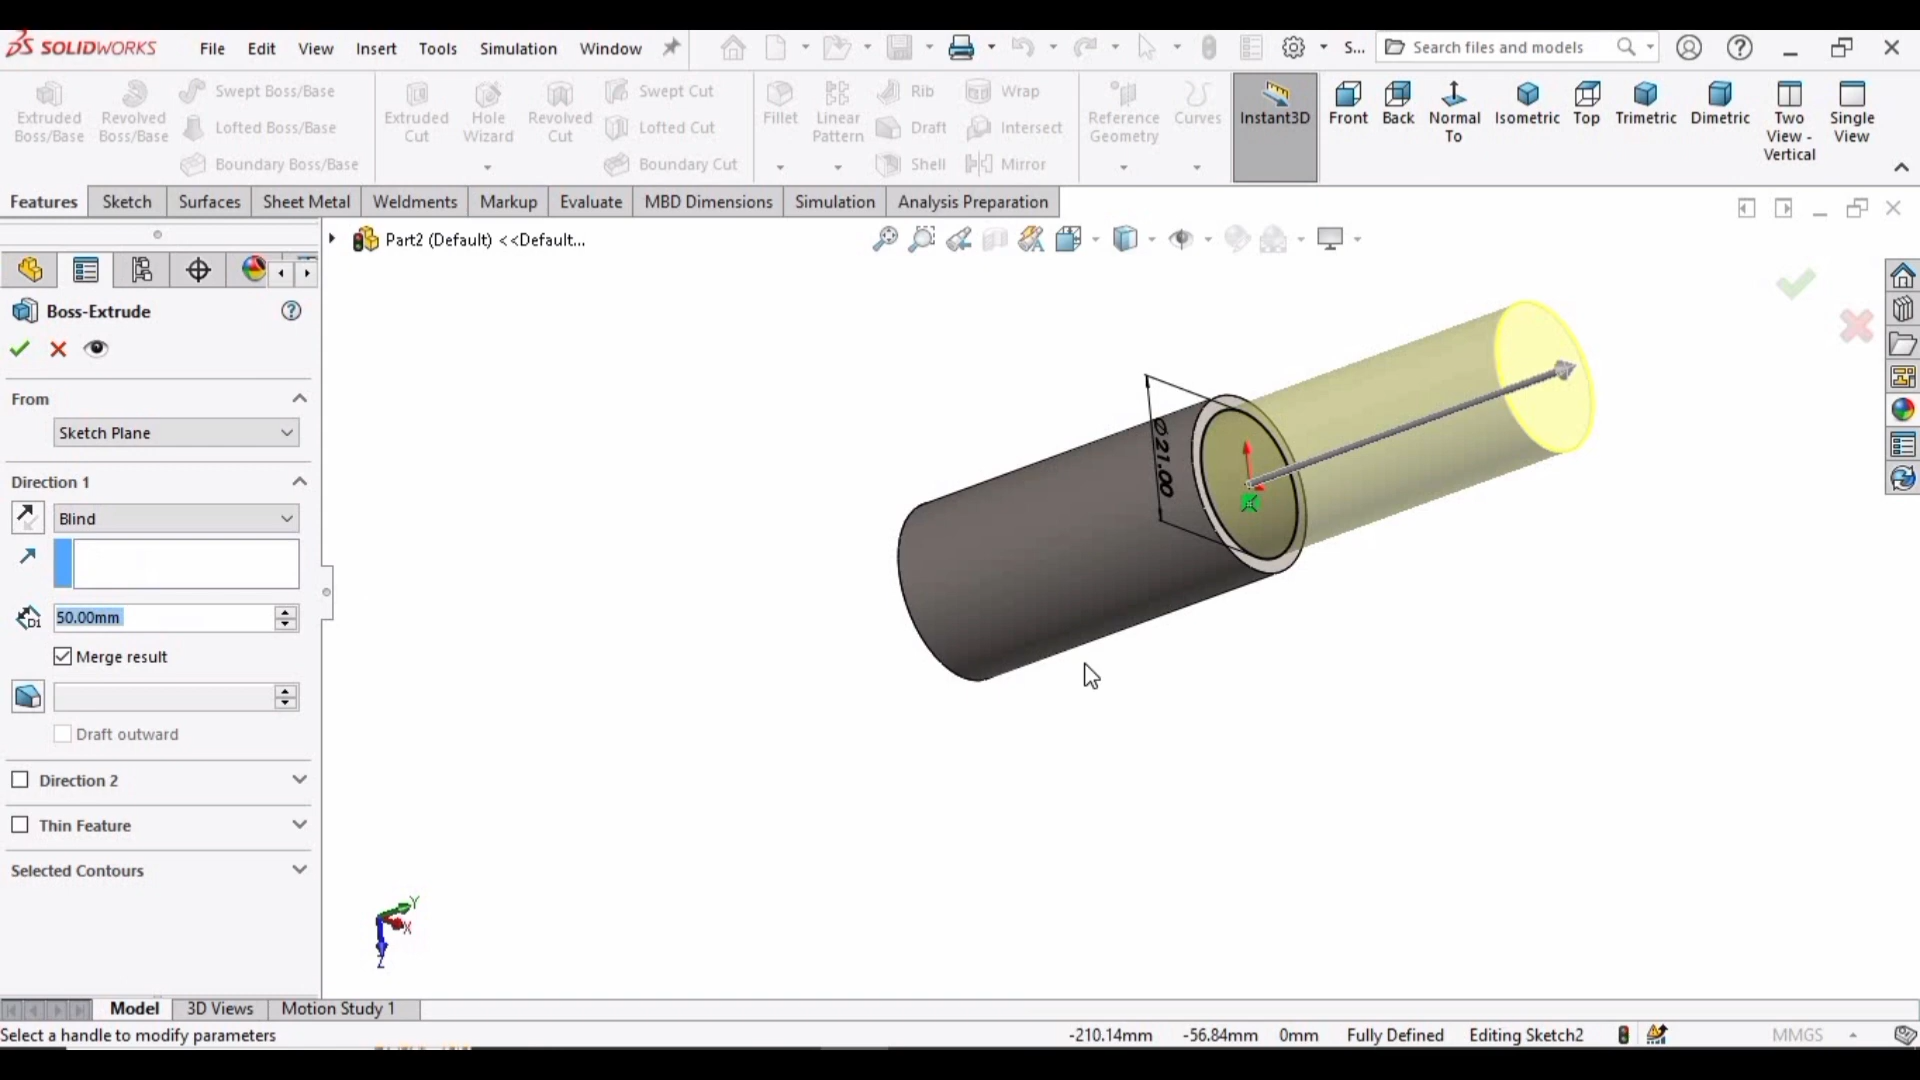 SOLIDWORKS File Edit View Insert Tools Simulation Window S... Search files and models
Extruded Boss/Base
Revolved Boss/Base
Swept Boss/Base
Lofted Boss/Base
Boundary Boss/Base
Extruded Cut
Hole Wizard
Revolved Cut
Swept Cut
Lofted Cut
Boundary Cut
Fillet
Linear Pattern
Rib
Draft
Shell
Wrap
Intersect
Mirror
Reference Geometry
Curves
Instant3D
Front
Back
Normal To
Isometric
Top
Trimetric
Dimetric
Two View - Vertical
Single View
Features Sketch Surfaces Sheet Metal Weldments Markup Evaluate MBD Dimensions Simulation Analysis Preparation
Part2 (Default) <<Default...
Boss-Extrude
From
Sketch Plane
Direction 1
Blind
D1
50.00mm
Merge result
Draft outward
Direction 2
Thin Feature
Selected Contours
Ø21.00
Y
X
Z
Model 3D Views Motion Study 1
Select a handle to modify parameters -210.14mm -56.84mm 0mm Fully Defined Editing Sketch2 MMGS